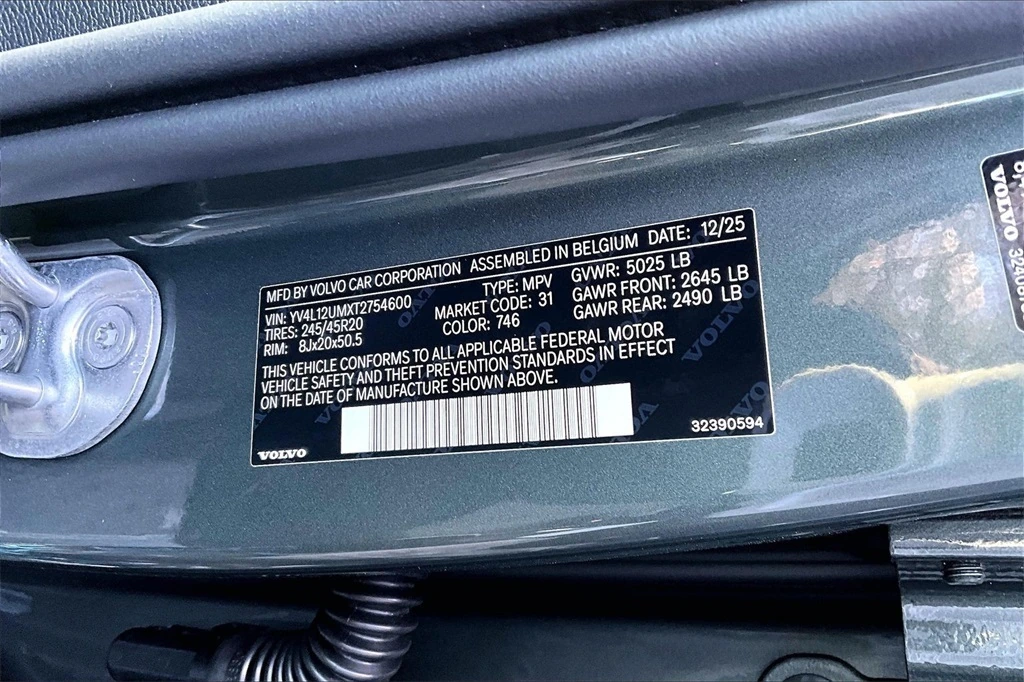 MFD BY VOLVO CAR CORPORATION ASSEMBLED IN BELGIUM DATE: 12/25
VIN: YV4L12UMXT2754600 TYPE: MPV GVWR: 5025 LB
TIRES: 245/45R20 MARKET CODE: 31 GAWR FRONT: 2645 LB
RIM: 8Jx20x50.5 COLOR: 746 GAWR REAR: 2490 LB
THIS VEHICLE CONFORMS TO ALL APPLICABLE FEDERAL MOTOR
VEHICLE SAFETY AND THEFT PREVENTION STANDARDS IN EFFECT
ON THE DATE OF MANUFACTURE SHOWN ABOVE.
VOLVO 32390594
VOLVO